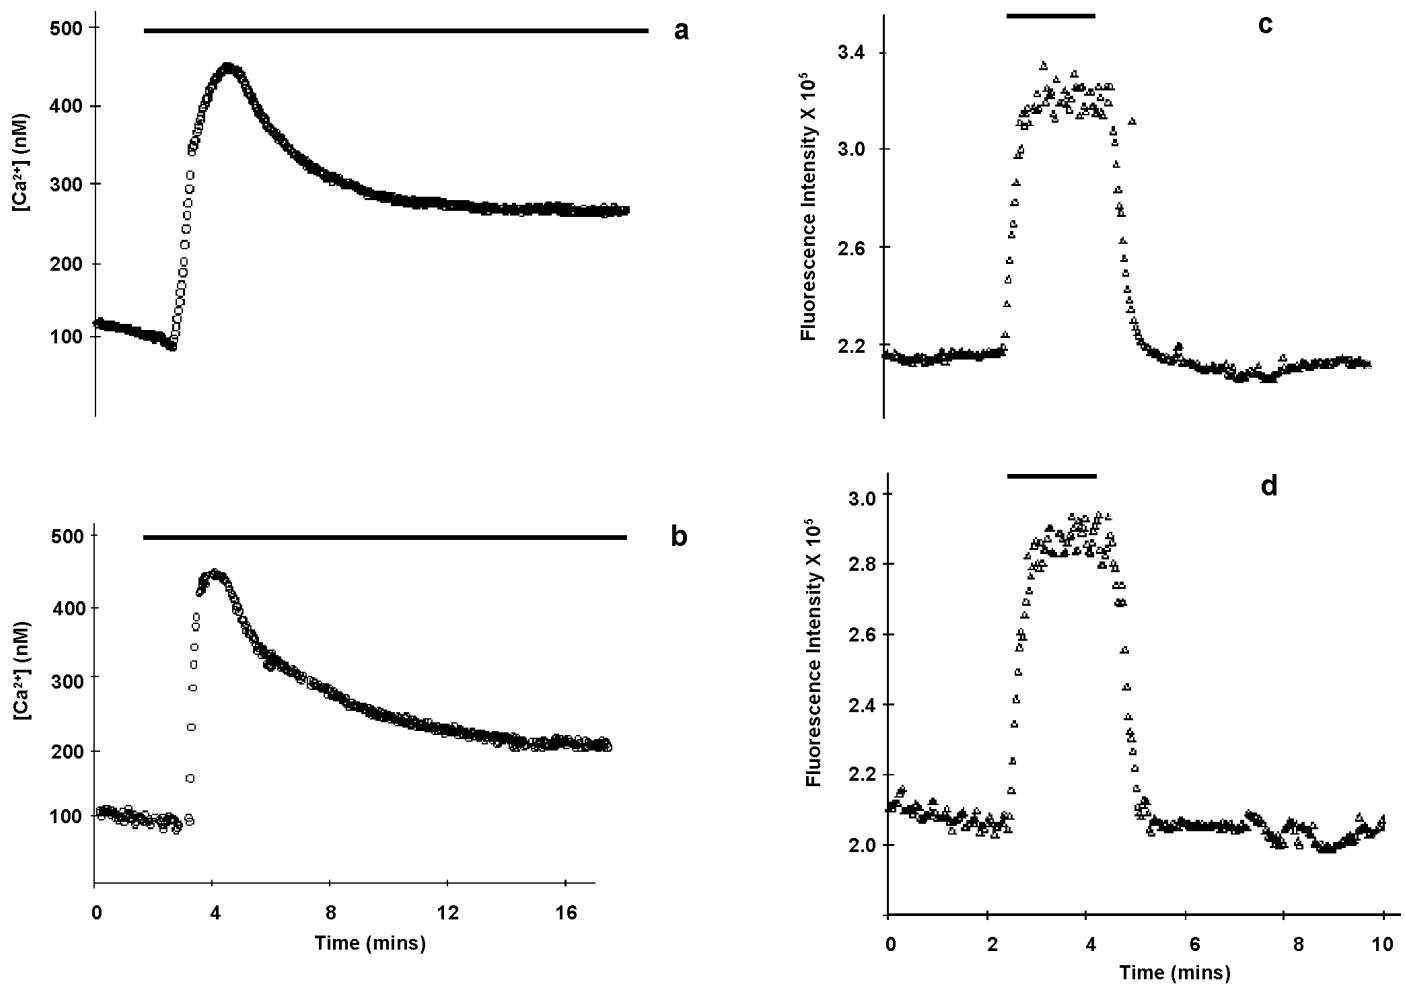 a
500
400
300
200
100
[Ca²⁺] (nM)
b
500
400
300
200
100
[Ca²⁺] (nM)
0 4 8 12 16
Time (mins)
c
3.4
3.0
2.6
2.2
Fluorescence Intensity X 10⁵
d
3.0
2.8
2.6
2.4
2.2
2.0
Fluorescence Intensity X 10⁵
0 2 4 6 8 10
Time (mins)